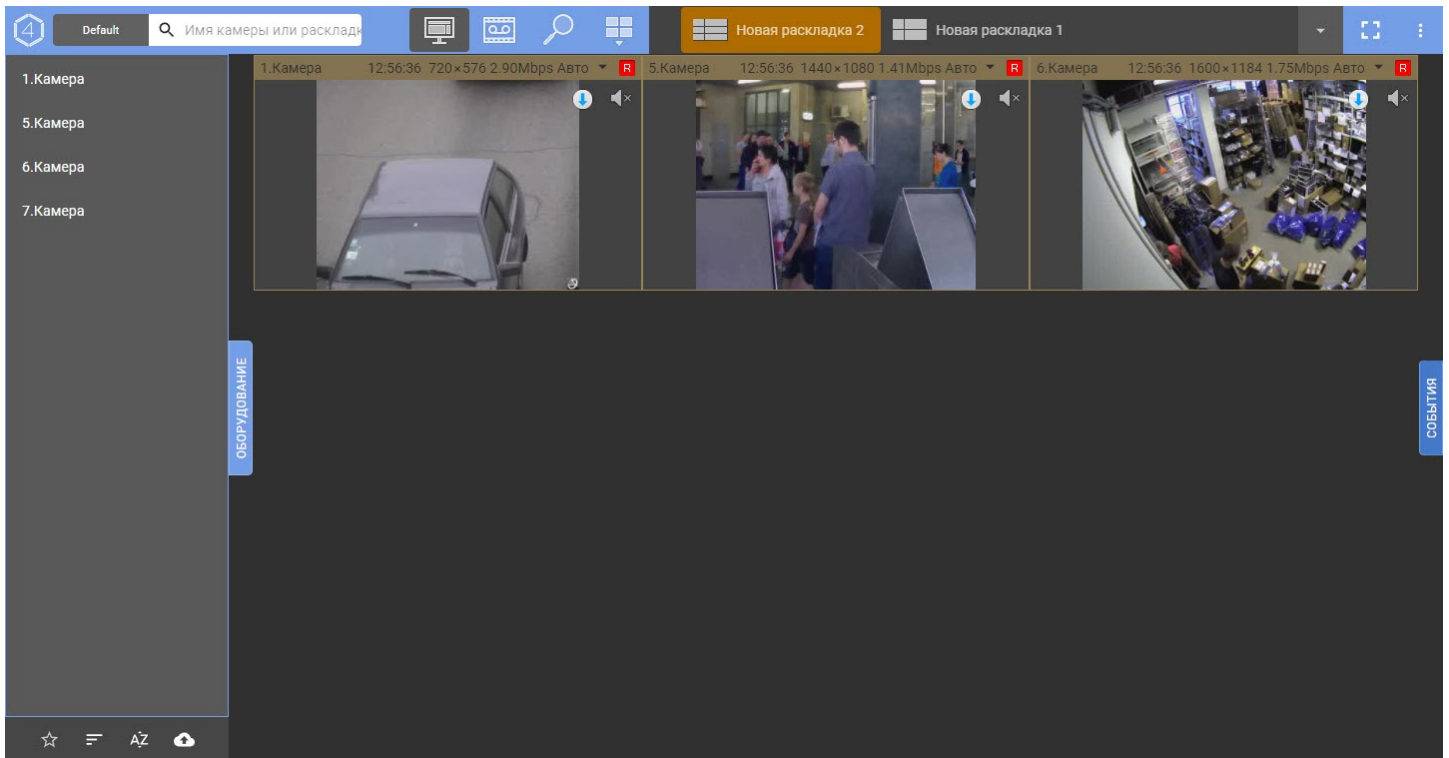 4
Default
Имя камеры или расклад
Новая раскладка 2
Новая раскладка 1
1.Камера
5.Камера
6.Камера
7.Камера
1.Камера 12:56:36 720×576 2.90Mbps Авто R
5.Камера 12:56:36 1440×1080 1.41Mbps Авто R
6.Камера 12:56:36 1600×1184 1.75Mbps Авто R
ОБОРУДОВАНИЕ
СОБЫТИЯ
AZ